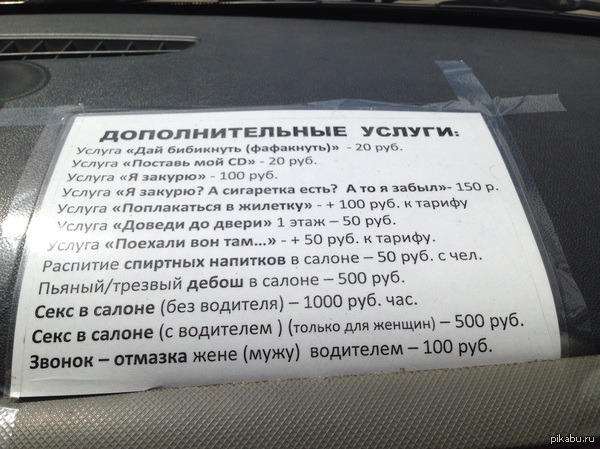 ДОПОЛНИТЕЛЬНЫЕ УСЛУГИ:
Услуга «Дай бибикнуть (фафакнуть)» - 20 руб.
Услуга «Поставь мой CD» - 20 руб.
Услуга «Я закурю» - 100 руб.
Услуга «Я закурю? А сигаретка есть? А то я забыл»- 150 р.
Услуга «Поплакаться в жилетку» - + 100 руб. к тарифу
Услуга «Доведи до двери» 1 этаж – 50 руб.
Услуга «Поехали вон там...» - + 50 руб. к тарифу.
Распитие спиртных напитков в салоне – 50 руб. с чел.
Пьяный/трезвый дебош в салоне – 500 руб.
Секс в салоне (без водителя) – 1000 руб. час.
Секс в салоне (с водителем ) (только для женщин) – 500 руб.
Звонок – отмазка жене (мужу) водителем – 100 руб.
pikabu.ru